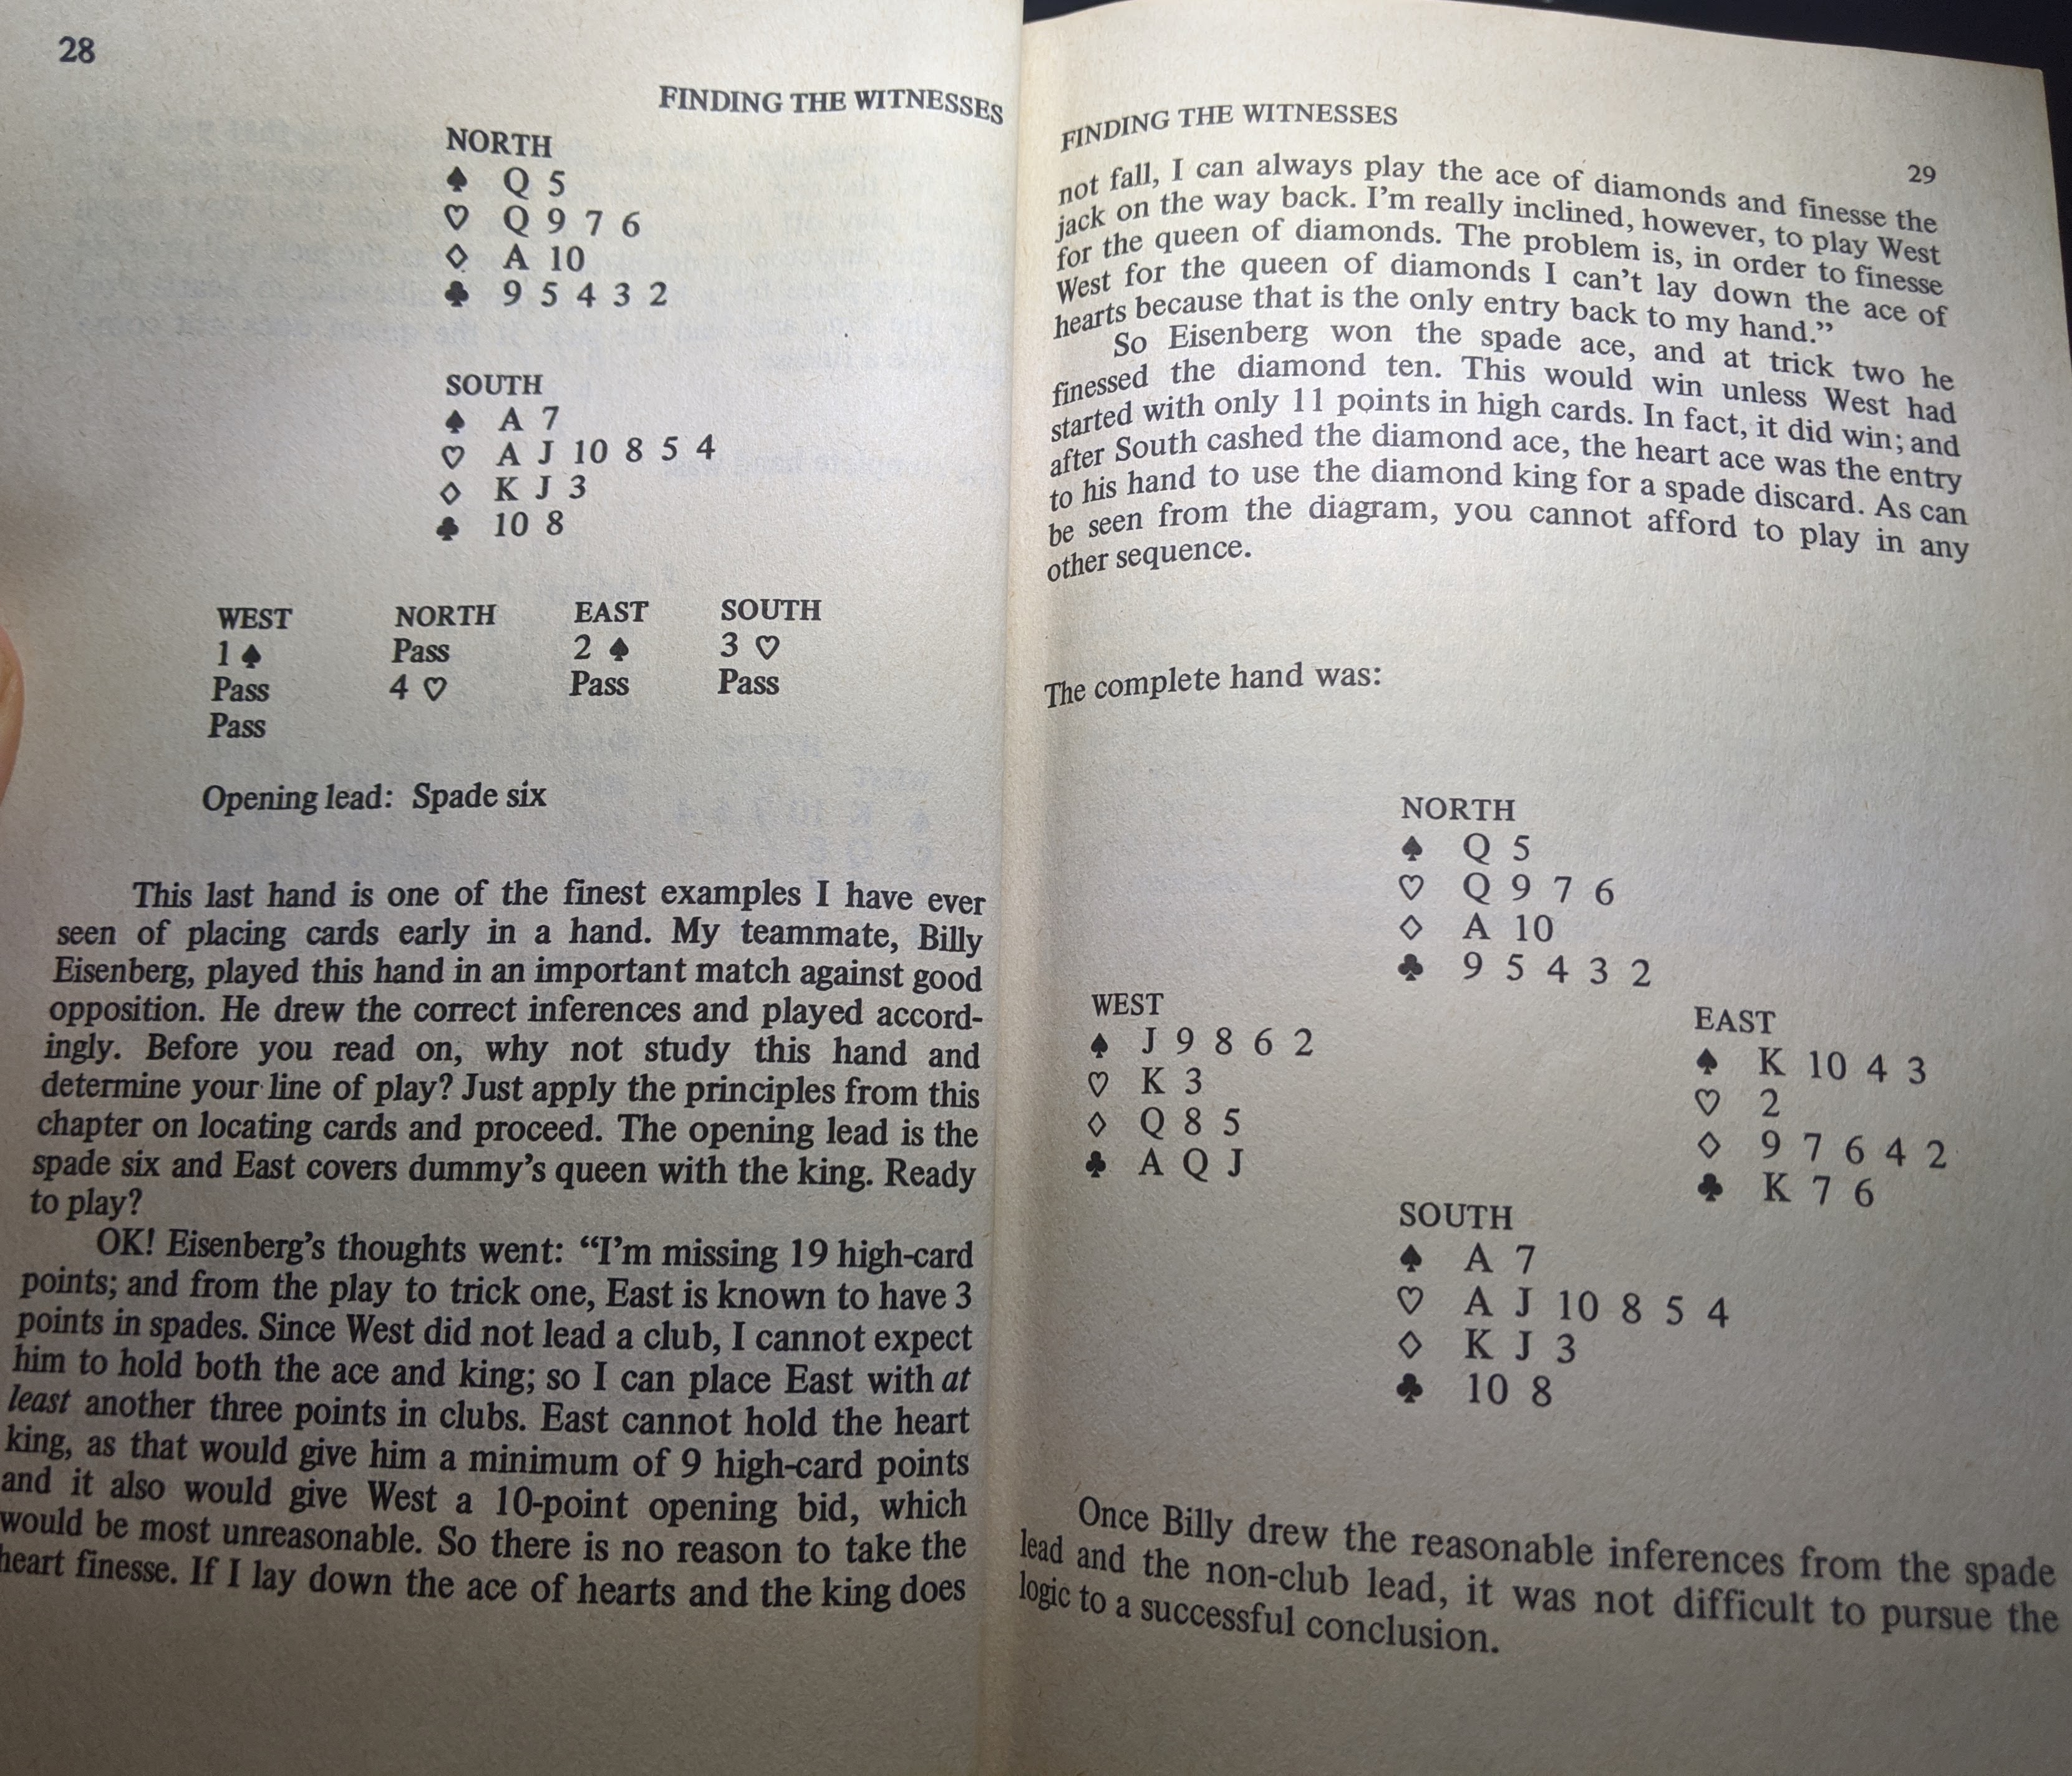 28
FINDING THE WITNESSES
NORTH
♠ Q 5
♡ Q 9 7 6
♢ A 10
♣ 9 5 4 3 2
SOUTH
♠ A 7
♡ A J 10 8 5 4
♢ K J 3
♣ 10 8
WEST NORTH EAST SOUTH
1 ♠ Pass 2 ♠ 3 ♡
Pass 4 ♡ Pass Pass
Pass
Opening lead: Spade six
This last hand is one of the finest examples I have ever
seen of placing cards early in a hand. My teammate, Billy
Eisenberg, played this hand in an important match against good
opposition. He drew the correct inferences and played accord-
ingly. Before you read on, why not study this hand and
determine your line of play? Just apply the principles from this
chapter on locating cards and proceed. The opening lead is the
spade six and East covers dummy's queen with the king. Ready
to play?
OK! Eisenberg's thoughts went: "I'm missing 19 high-card
points; and from the play to trick one, East is known to have 3
points in spades. Since West did not lead a club, I cannot expect
him to hold both the ace and king; so I can place East with at
least another three points in clubs. East cannot hold the heart
king, as that would give him a minimum of 9 high-card points
and it also would give West a 10-point opening bid, which
would be most unreasonable. So there is no reason to take the
heart finesse. If I lay down the ace of hearts and the king does
FINDING THE WITNESSES
29
not fall, I can always play the ace of diamonds and finesse the
jack on the way back. I'm really inclined, however, to play West
for the queen of diamonds. The problem is, in order to finesse
West for the queen of diamonds I can't lay down the ace of
hearts because that is the only entry back to my hand."
So Eisenberg won the spade ace, and at trick two he
finessed the diamond ten. This would win unless West had
started with only 11 points in high cards. In fact, it did win; and
after South cashed the diamond ace, the heart ace was the entry
to his hand to use the diamond king for a spade discard. As can
be seen from the diagram, you cannot afford to play in any
other sequence.
The complete hand was:
NORTH
♠ Q 5
♡ Q 9 7 6
♢ A 10
♣ 9 5 4 3 2
WEST
♠ J 9 8 6 2
♡ K 3
♢ Q 8 5
♣ A Q J
EAST
♠ K 10 4 3
♡ 2
♢ 9 7 6 4 2
♣ K 7 6
SOUTH
♠ A 7
♡ A J 10 8 5 4
♢ K J 3
♣ 10 8
Once Billy drew the reasonable inferences from the spade
lead and the non-club lead, it was not difficult to pursue the
logic to a successful conclusion.